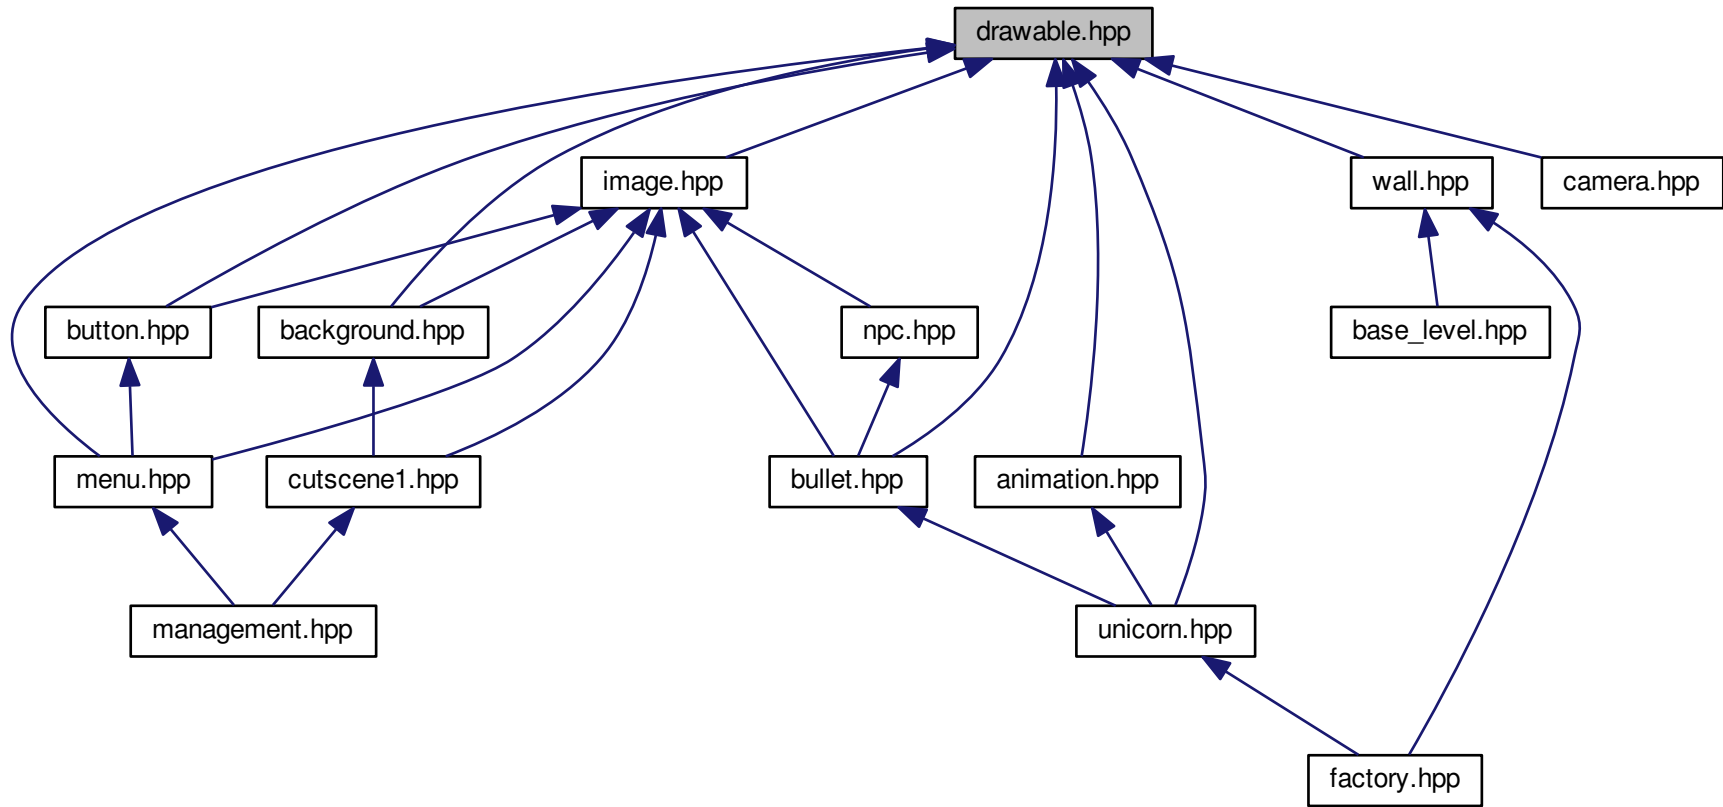 drawable.hpp
image.hpp
wall.hpp
camera.hpp
button.hpp
background.hpp
npc.hpp
base_level.hpp
menu.hpp
cutscene1.hpp
bullet.hpp
animation.hpp
management.hpp
unicorn.hpp
factory.hpp